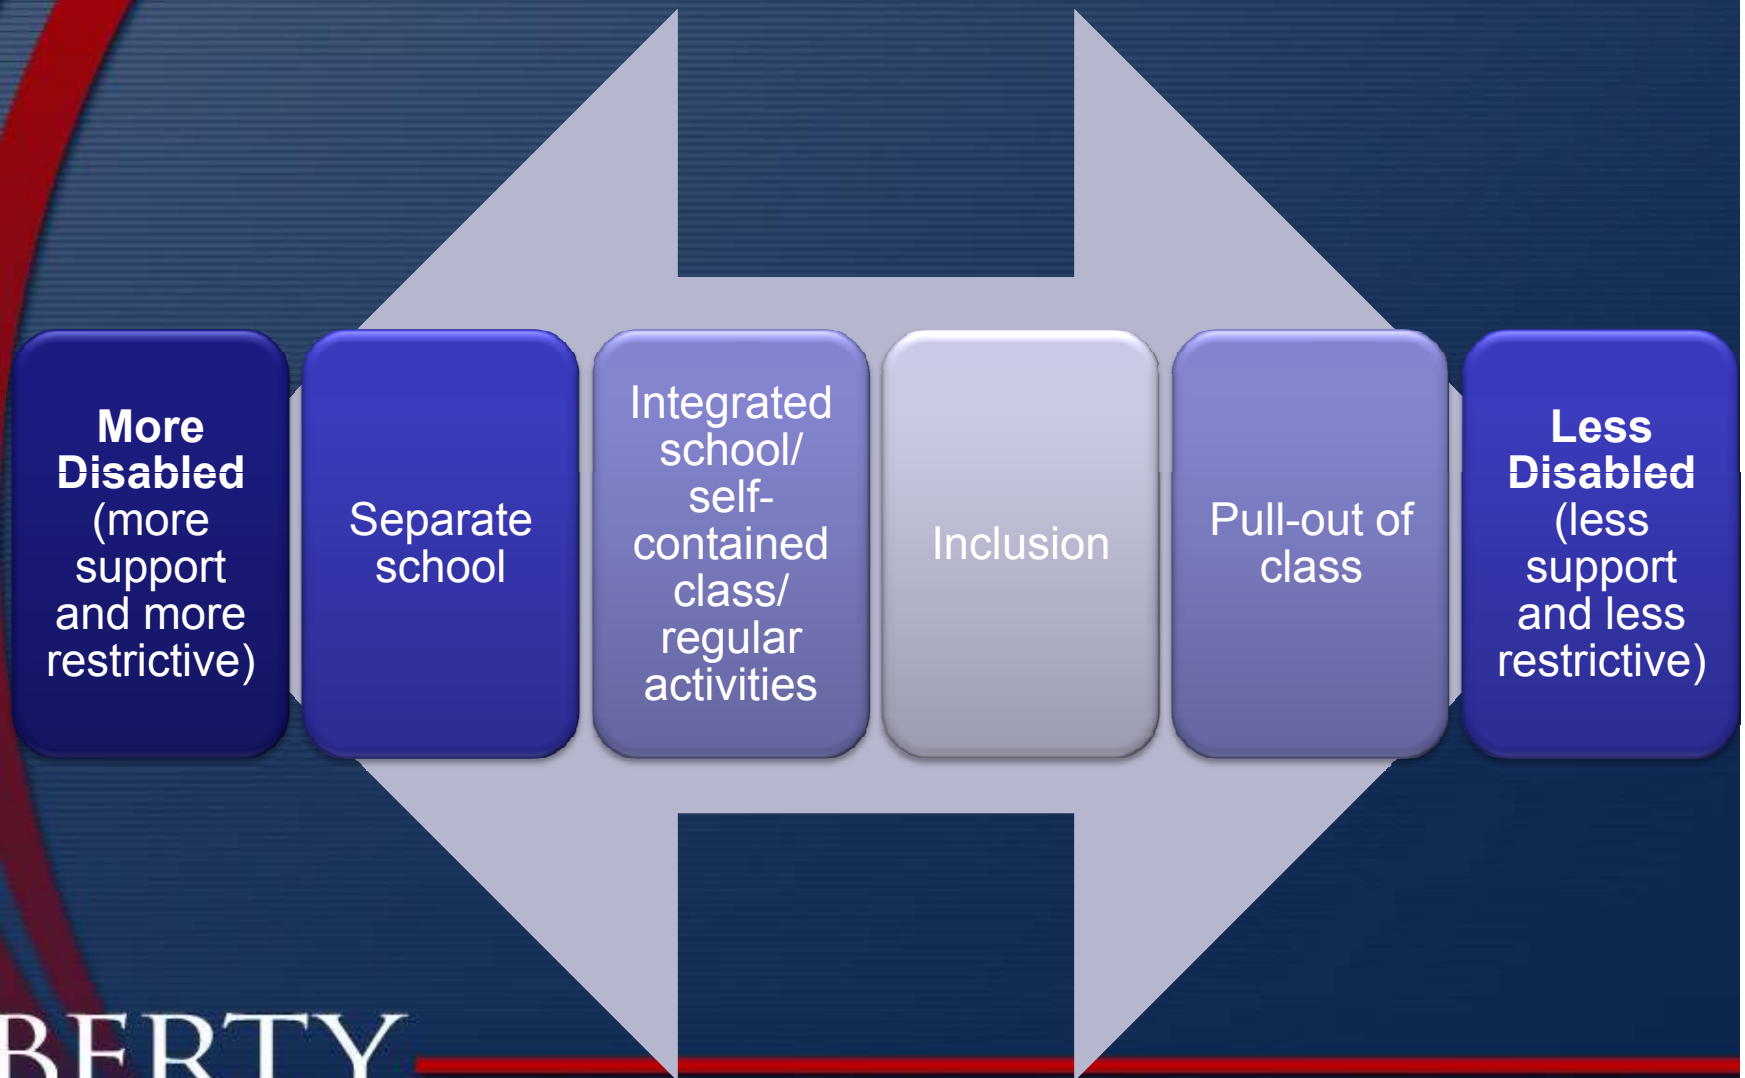 More
Disabled
(more
support
and more
restrictive)
Separate
school
Integrated
school/
self-
contained
class/
regular
activities
Inclusion
Pull-out of
class
Less
Disabled
(less
support
and less
restrictive)
BERTY